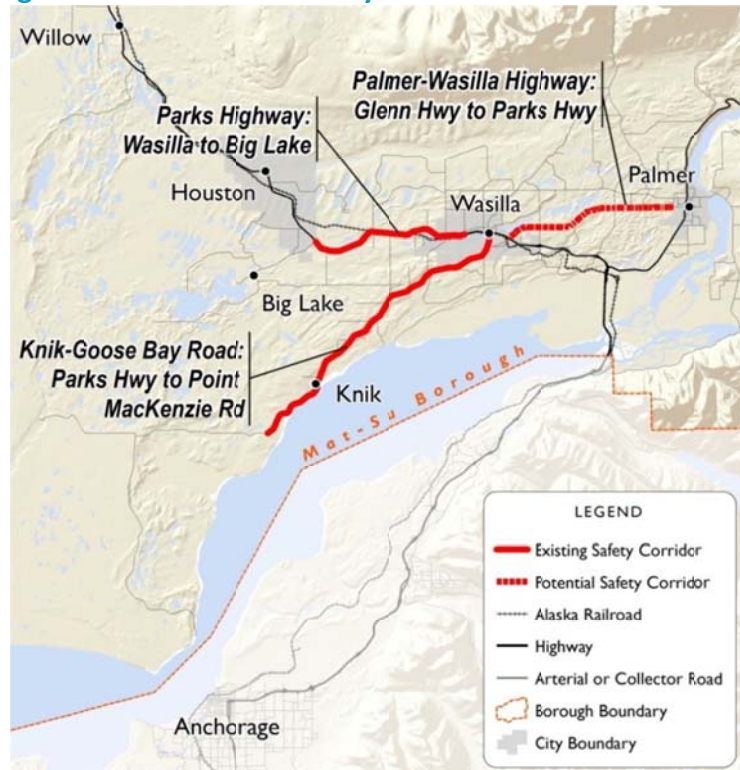 Willow
Palmer-Wasilla Highway:
Glenn Hwy to Parks Hwy
Parks Highway:
Wasilla to Big Lake
Houston
Wasilla
Palmer
Big Lake
Knik-Goose Bay Road:
Parks Hwy to Point
MacKenzie Rd
Knik
Mat-Su Borough
Anchorage
LEGEND
Existing Safety Corridor
Potential Safety Corridor
Alaska Railroad
Highway
Arterial or Collector Road
Borough Boundary
City Boundary